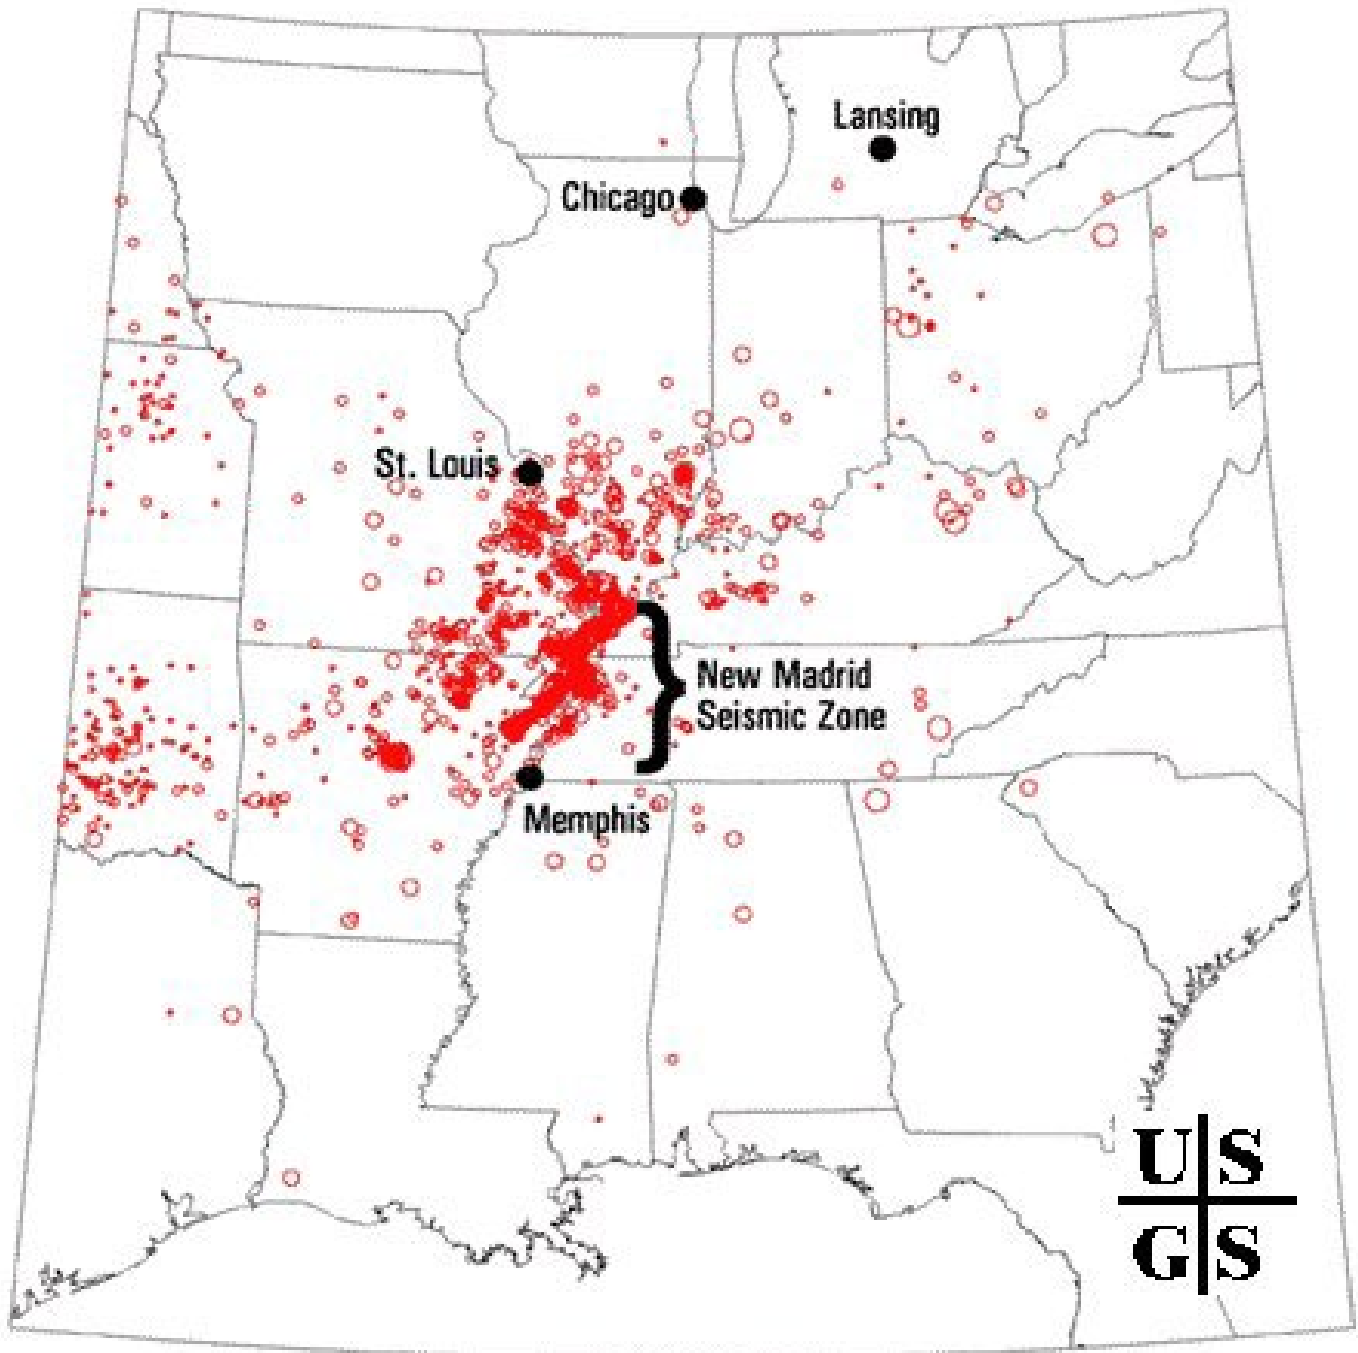 Lansing
Chicago
St. Louis
New Madrid
Seismic Zone
Memphis
U S
G S